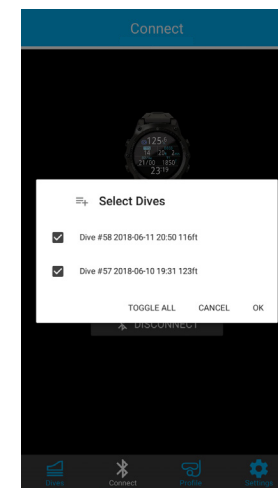 Connect
Select Dives
Dive #58 2018-06-11 20:50 116ft
Dive #57 2018-06-10 19:31 123ft
TOGGLE ALL CANCEL OK
DISCONNECT
Dives Connect Profile Settings